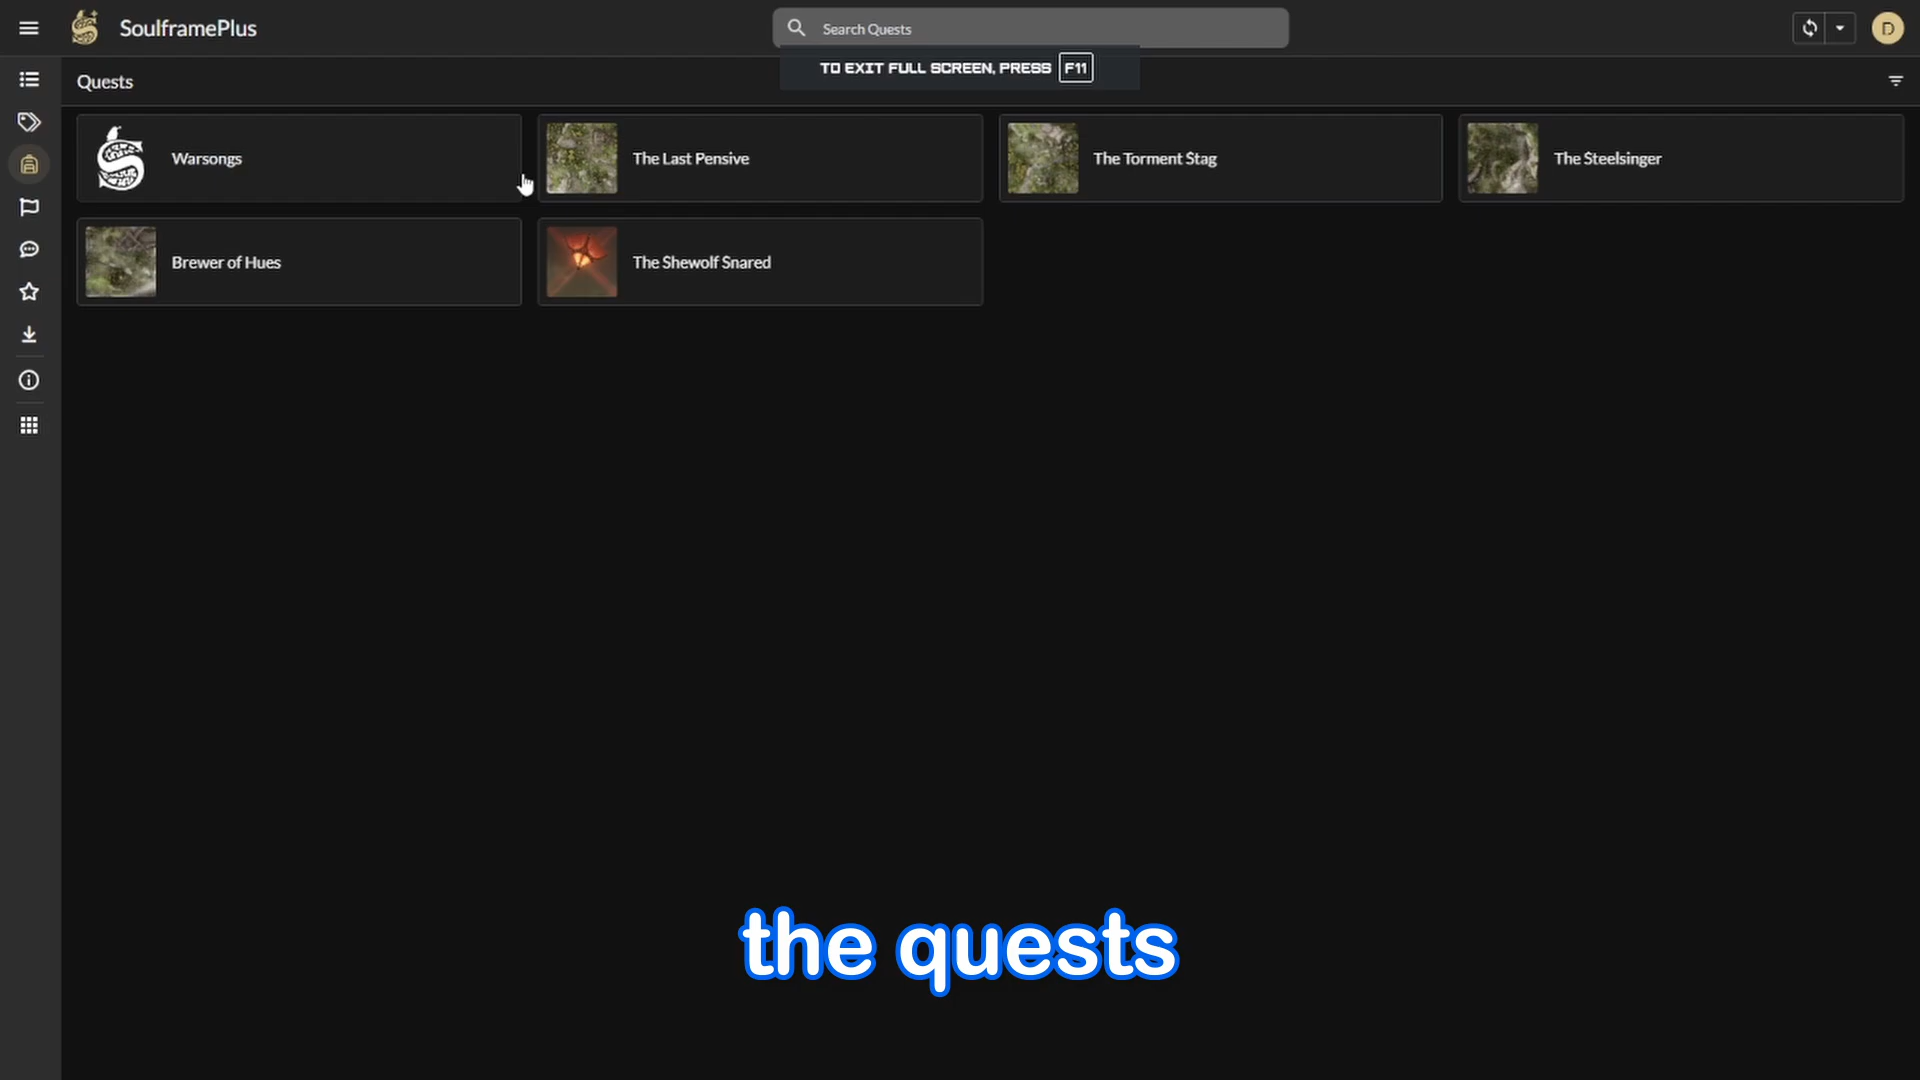 SoulframePlus
Search Quests
D
TO EXIT FULL SCREEN, PRESS F11
Quests
Warsongs
The Last Pensive
The Torment Stag
The Steelsinger
Brewer of Hues
The Shewolf Snared
the quests